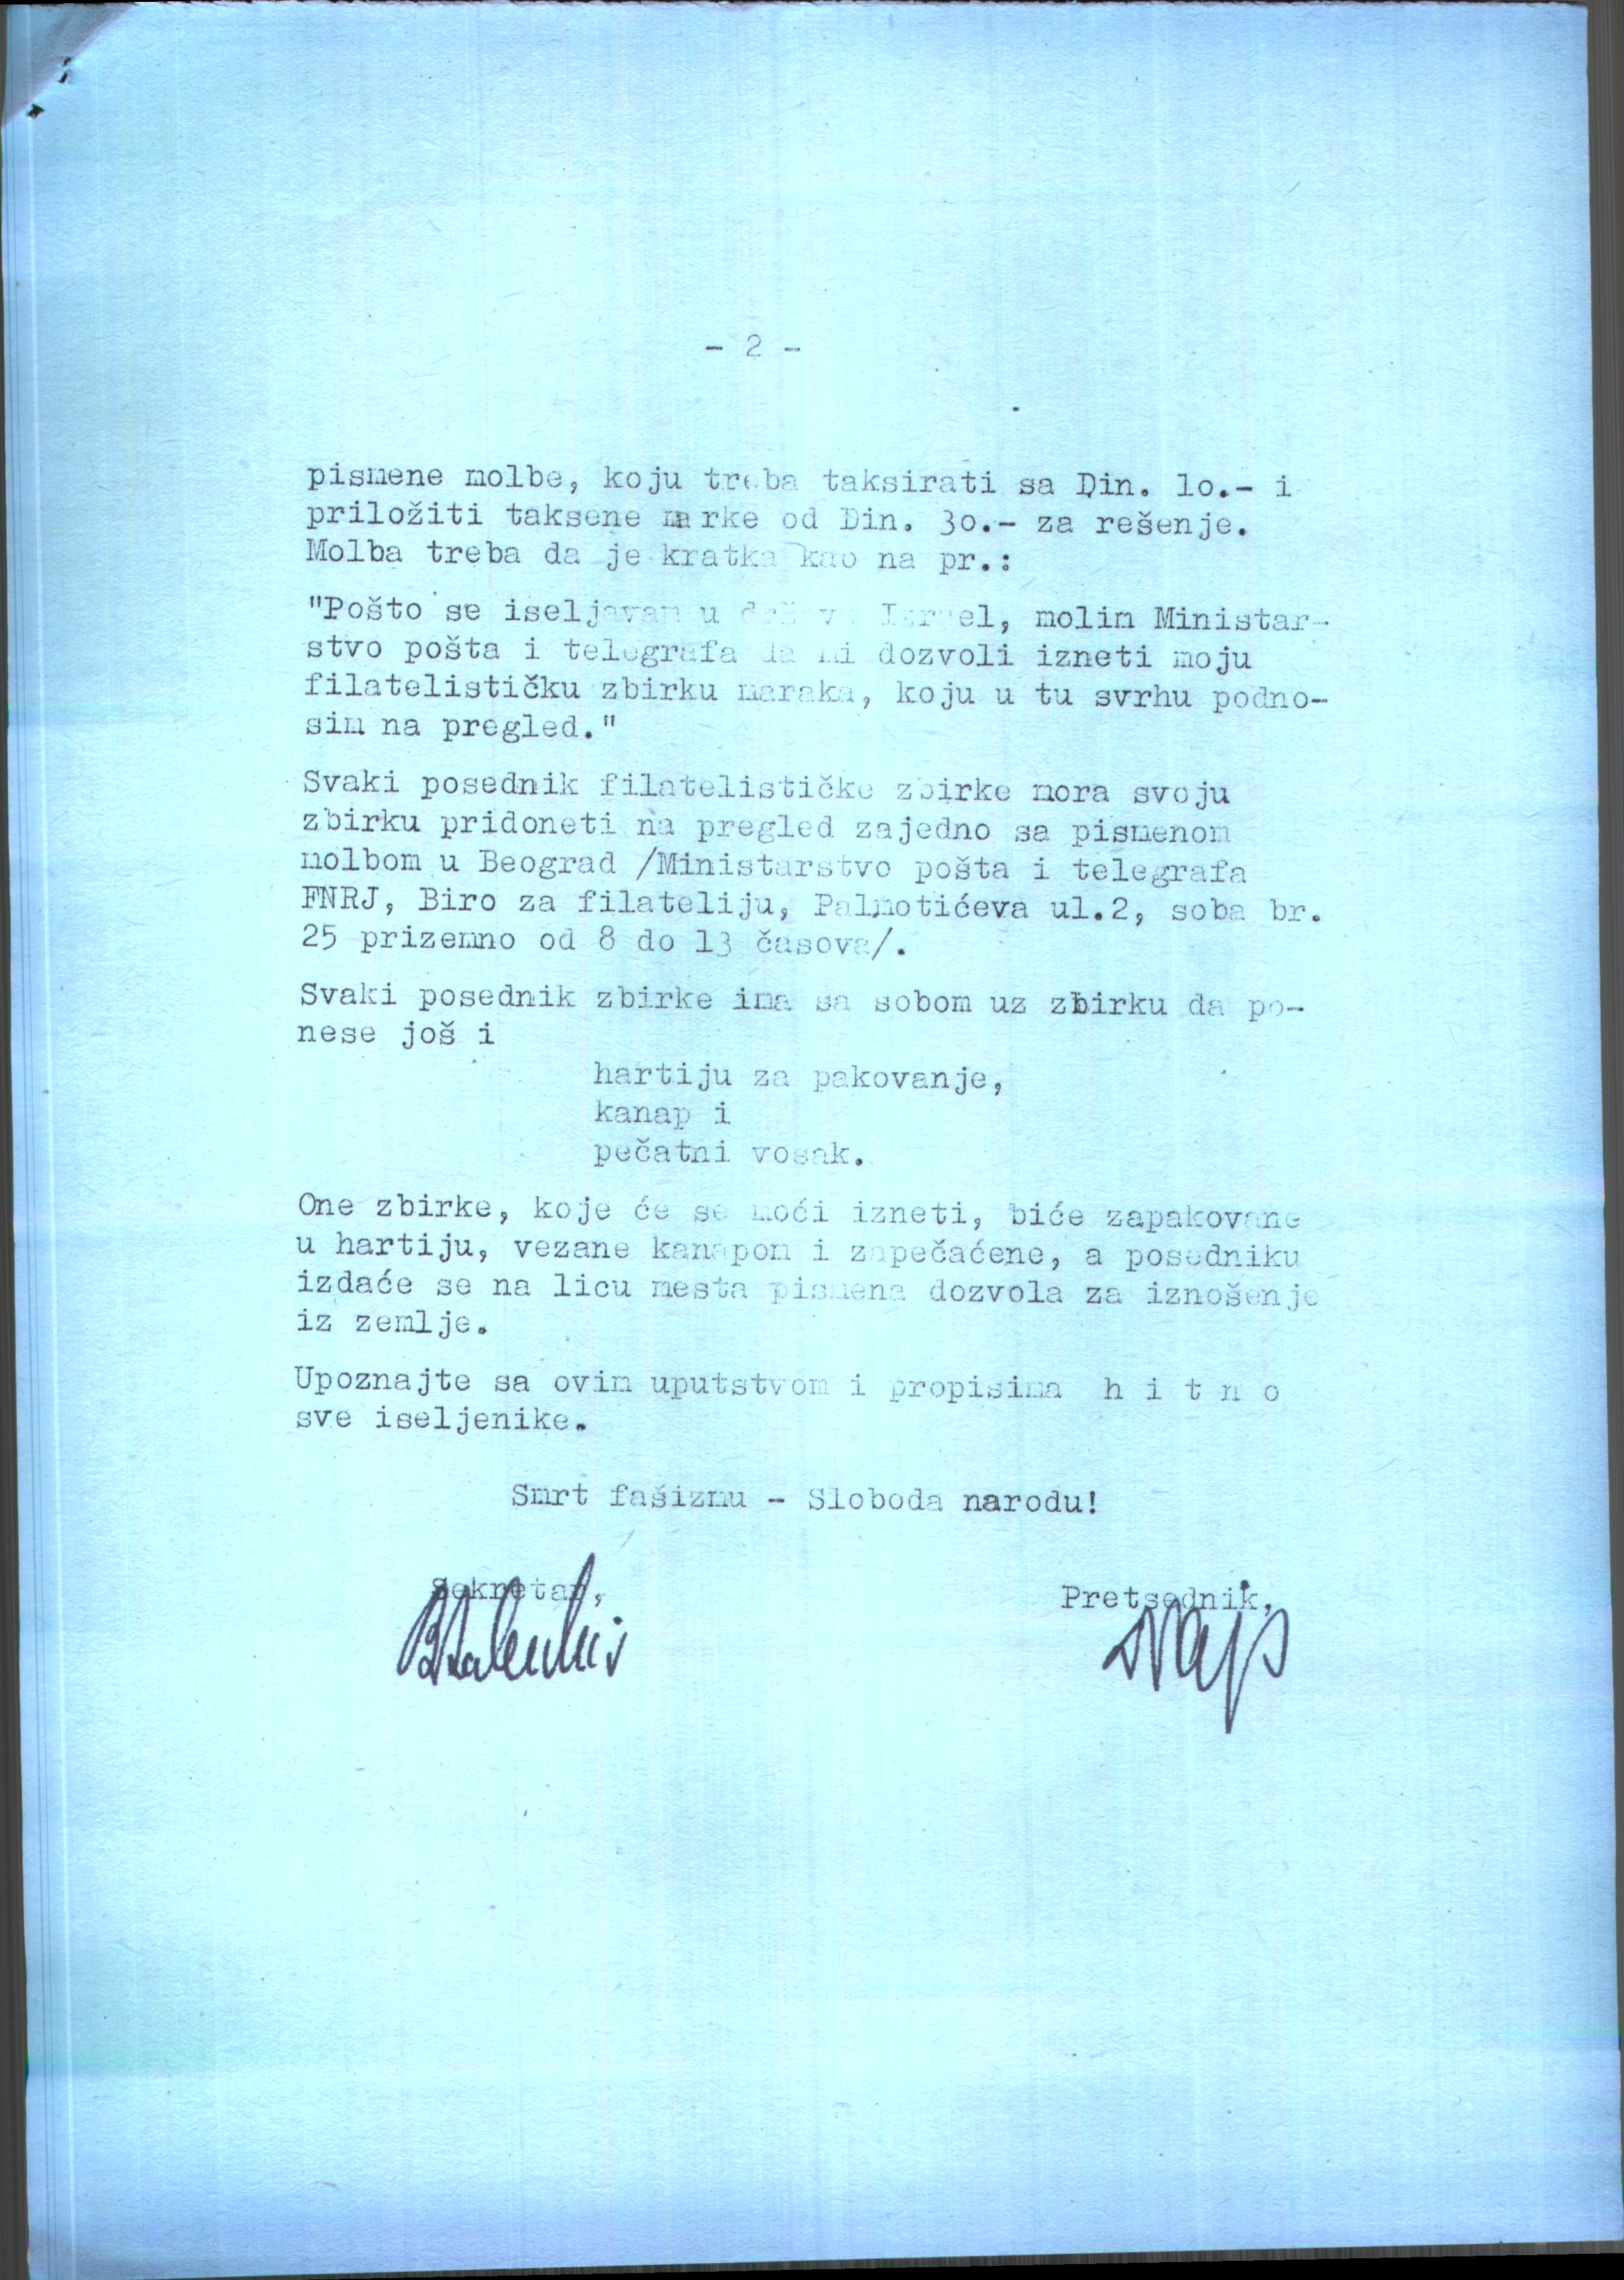 - 2 -
pismene molbe, koju treba taksirati sa Din. lo.- i
priložiti taksene marke od Din. 3o.- za rešenje.
Molba treba da je kratka kao na pr.:
"Pošto se iseljavam u državu Izrael, molim Ministar-
stvo pošta i telegrafa da mi dozvoli izneti moju
filatelističku zbirku maraka, koju u tu svrhu podno-
sim na pregled."
Svaki posednik filatelističke zbirke mora svoju
zbirku pridoneti na pregled zajedno sa pismenom
molbom u Beograd /Ministarstvo pošta i telegrafa
FNRJ, Biro za filateliju, Palmotićeva ul.2, soba br.
25 prizemno od 8 do 13 časova/.
Svaki posednik zbirke ima sa sobom uz zbirku da po-
nese još i
hartiju za pakovanje,
kanap i
pečatni vosak.
One zbirke, koje će se moći izneti, biće zapakovane
u hartiju, vezane kanapom i zapečaćene, a posedniku
izdaće se na licu mesta pismena dozvola za iznošenje
iz zemlje.
Upoznajte sa ovim uputstvom i propisima h i t n o
sve iseljenike.
Smrt fašizmu - Sloboda narodu!
Sekretar,
Pretsednik,